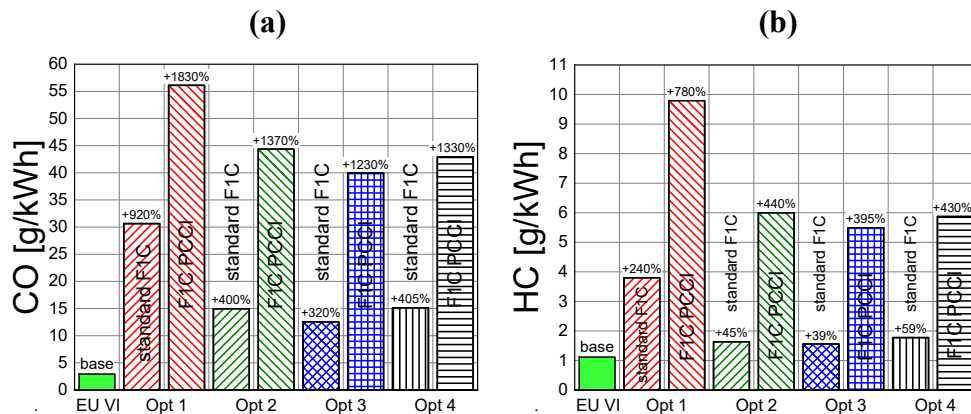 (a)
CO [g/kWh]
60
55
50
45
40
35
30
25
20
15
10
5
0
base
+920%
standard F1C
+1830%
F1C PCCI
+400%
standard F1C
+1370%
F1C PCCI
+320%
standard F1C
+1230%
F1C PCCI
+405%
standard F1C
+1330%
F1C PCCI
. EU VI Opt 1 Opt 2 Opt 3 Opt 4
(b)
HC [g/kWh]
11
10
9
8
7
6
5
4
3
2
1
0
base
+240%
standard F1C
+780%
F1C PCCI
+45%
standard F1C
+440%
F1C PCCI
+39%
standard F1C
+395%
F1C PCCI
+59%
standard F1C
+430%
F1C PCCI
. EU VI Opt 1 Opt 2 Opt 3 Opt 4